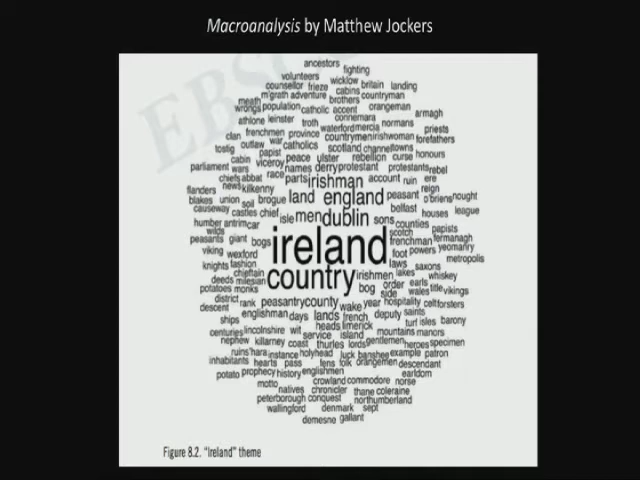 Macroanalysis by Matthew Jockers
EBSC
ancestors
fighting
volunteers
wicklow britain landing
counsellor frieze cabins countryman
m'grath adventure brothers
meath population catholic accent orangeman
wrongs connemara armagh
athlone leinster troth normans
waterford mercia priests
clan frenchmen province countrymen irishwoman forefathers
outlaw war catholics scotland channel towns
tostig papist
cabin viceroy peace ulster rebellion curse honours
parliament wars names derry protestant protestants rebel
chiefs abbat race parts irishman account ruin ere
flanders news kilkenny reign
blakes union soil brogue land england peasant o'briens nought
causeway castles chief isle men dublin sons belfast houses league
humber antrim car counties
wilds scotch papists
peasants giant bogs ireland frenchman fermanagh
viking wexford foot powers yeomanry
knights fashion laws saxons metropolis
chieftain country irishmen lakes whiskey
deeds milesian bog order earls
potatoes monks side wales title vikings
district rank peasantry county wake year hospitality celt forsters
descent
englishman days lands french deputy saints
ships turf isles barony
centuries lincolnshire wit heads limerick mountains manors
service island
nephew killarney coast thurles lords gentlemen heroes specimen
ruins 'hara instance holyhead luck banshee example patron
inhabitants hearts pass lens folk orangemen descendant
potato prophecy history englishmen earldom
motto crowland commodore norse
natives chronicler thane coleraine
peterborough conquest northumberland
wallingford denmark sept
demesne gallant
Figure 8.2. "Ireland" theme